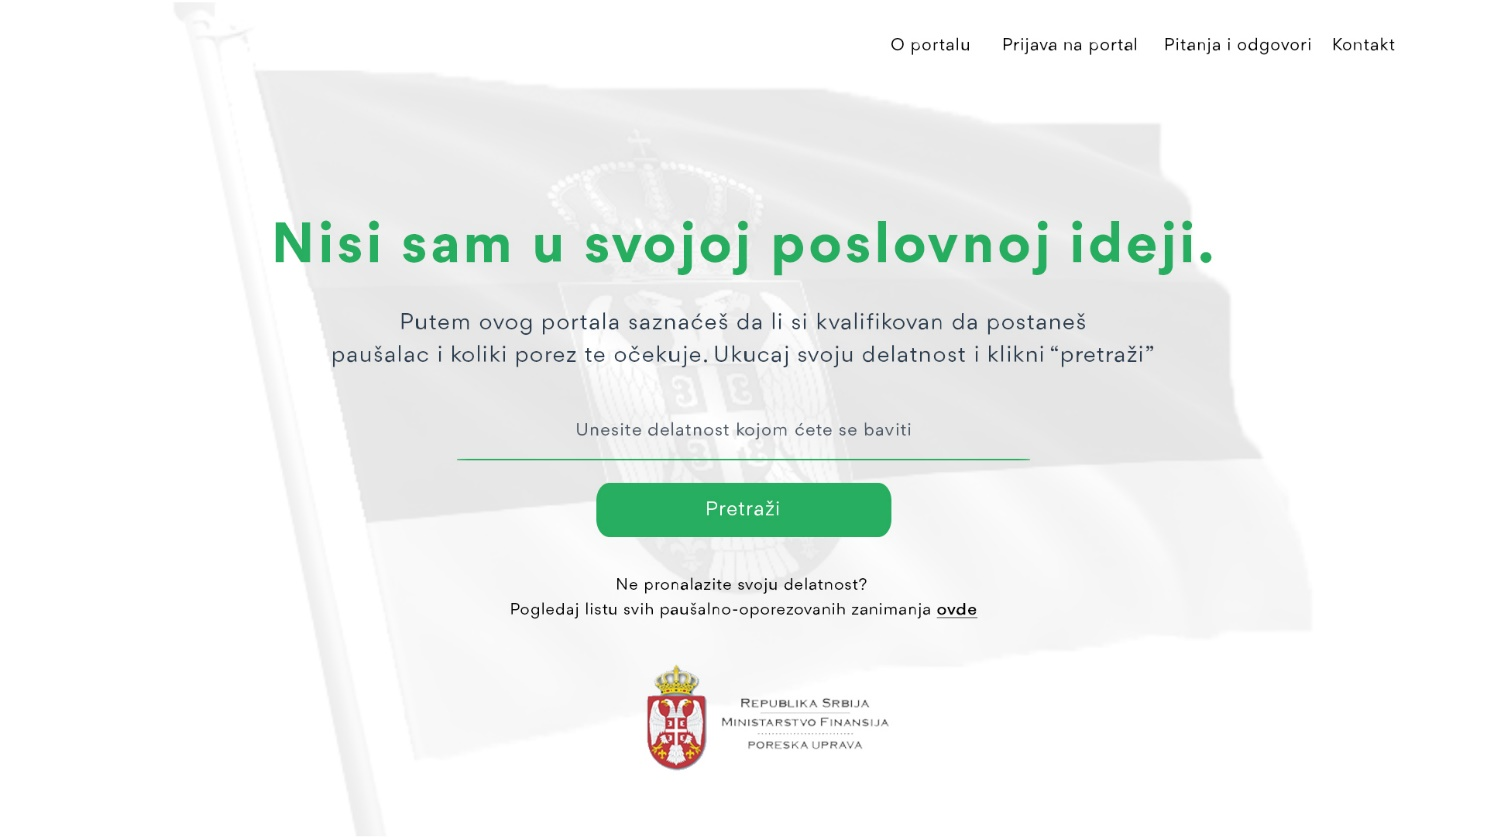 O portalu Prijava na portal Pitanja i odgovori Kontakt
Nisi sam u svojoj poslovnoj ideji.
Putem ovog portala saznaćeš da li si kvalifikovan da postaneš
paušalac i koliki porez te očekuje. Ukucaj svoju delatnost i klikni “pretraži”
Unesite delatnost kojom ćete se baviti
Pretraži
Ne pronalazite svoju delatnost?
Pogledaj listu svih paušalno-oporezovanih zanimanja ovde
Republika Srbija
Ministarstvo Finansija
PORESKA UPRAVA